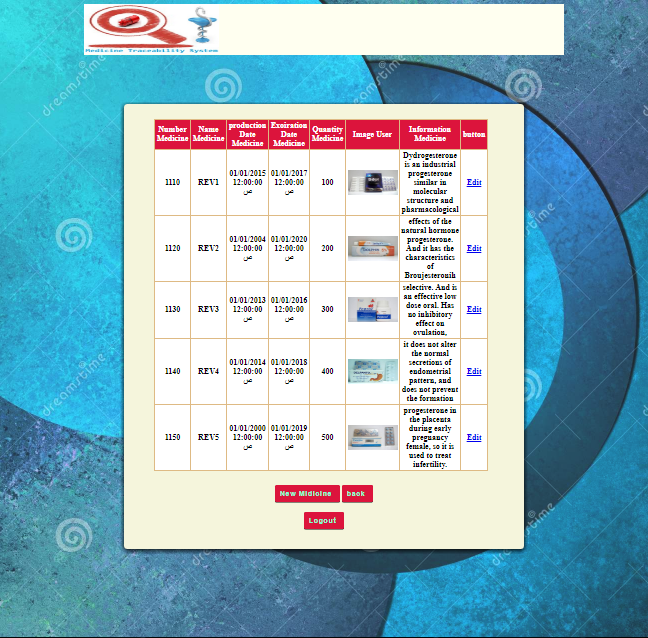 Medicine Traceability System
Number Medicine
Name Medicine
production Date Medicine
Exoiration Date Medicine
Quantity Medicine
Image User
Information Medicine
button
1110
REV1
01/01/2015 12:00:00 ص
01/01/2017 12:00:00 ص
100
Dydrogesterone
is an industrial
progesterone
similar in
molecular
structure and
pharmacological
Edit
1120
REV2
01/01/2004 12:00:00 ص
01/01/2020 12:00:00 ص
200
effects of the
natural hormone
progesterone.
And it has the
characteristics
of
Broujesteronih
Edit
1130
REV3
01/01/2013 12:00:00 ص
01/01/2016 12:00:00 ص
300
selective. And is
an effective low
dose oral. Has
no inhibitory
effect on
ovulation,
Edit
1140
REV4
01/01/2014 12:00:00 ص
01/01/2018 12:00:00 ص
400
it does not alter
the normal
secretions of
endometrial
pattern, and
does not prevent
the formation
Edit
1150
REV5
01/01/2000 12:00:00 ص
01/01/2019 12:00:00 ص
500
progesterone in
the placenta
during early
pregnancy
female, so it is
used to treat
infertility.
Edit
New Midicine
back
Logout
dreamstime
dreamstime